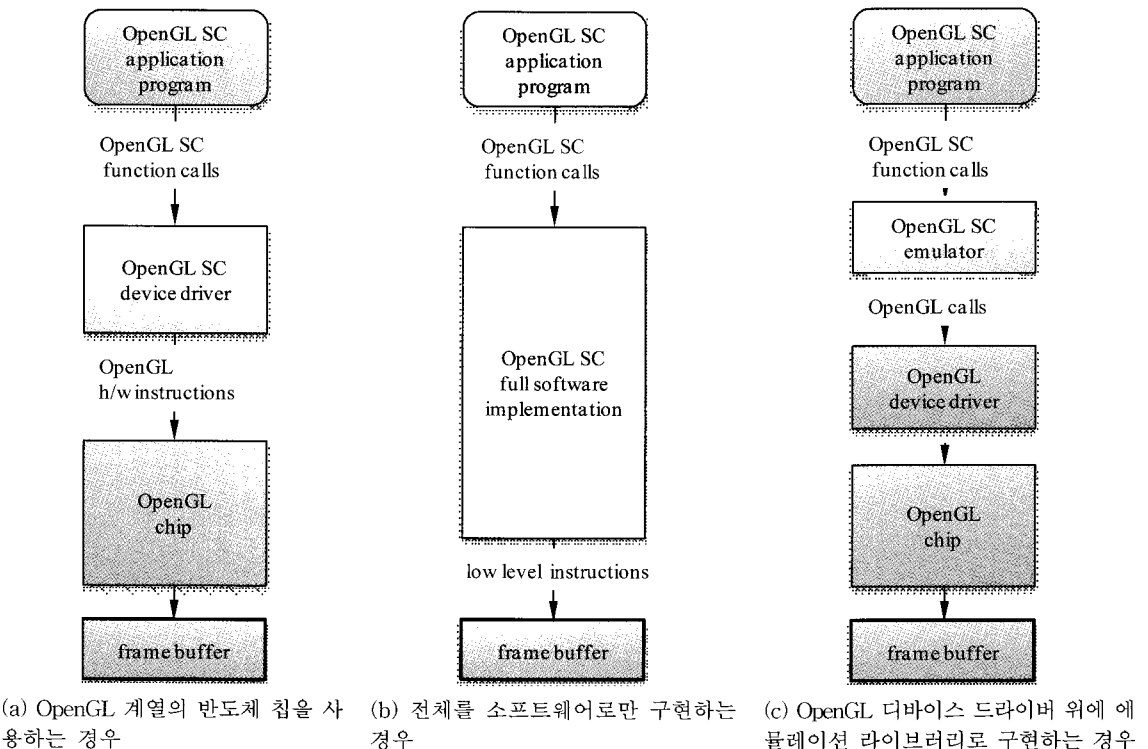 OpenGL SC
application
program
OpenGL SC
function calls
OpenGL SC
device driver
OpenGL
h/w instructions
OpenGL
chip
frame buffer
(a) OpenGL 계열의 반도체 칩을 사
용하는 경우
OpenGL SC
application
program
OpenGL SC
function calls
OpenGL SC
full software
implementation
low level instructions
frame buffer
(b) 전체를 소프트웨어로만 구현하는
경우
OpenGL SC
application
program
OpenGL SC
function calls
OpenGL SC
emulator
OpenGL calls
OpenGL
device driver
OpenGL
chip
frame buffer
(c) OpenGL 디바이스 드라이버 위에 에
뮬레이션 라이브러리로 구현하는 경우